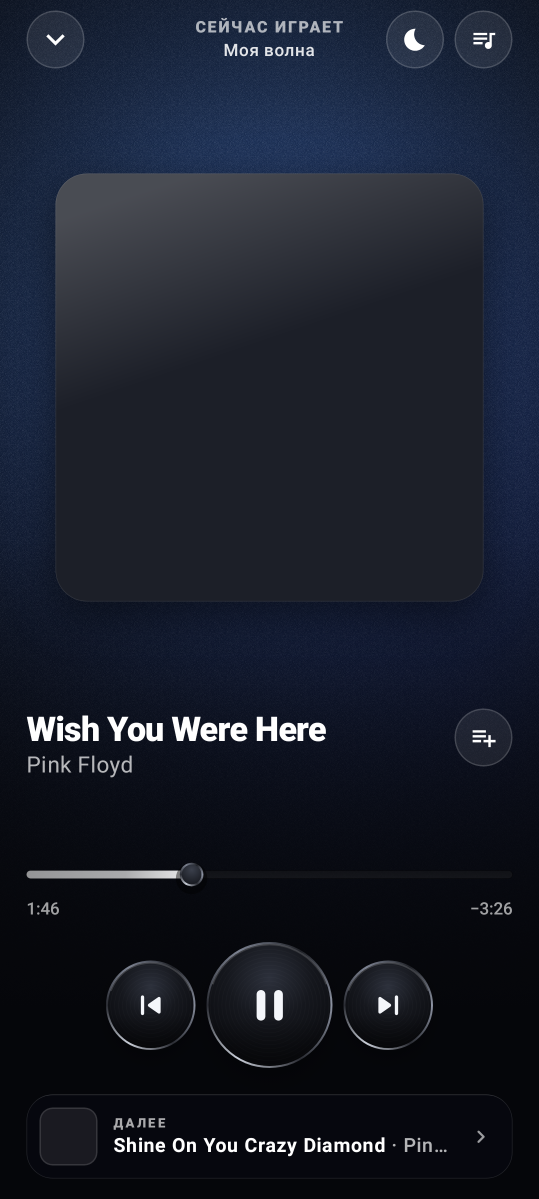 СЕЙЧАС ИГРАЕТ
Моя волна
Wish You Were Here
Pink Floyd
1:46
−3:26
ДАЛЕЕ
Shine On You Crazy Diamond · Pin…